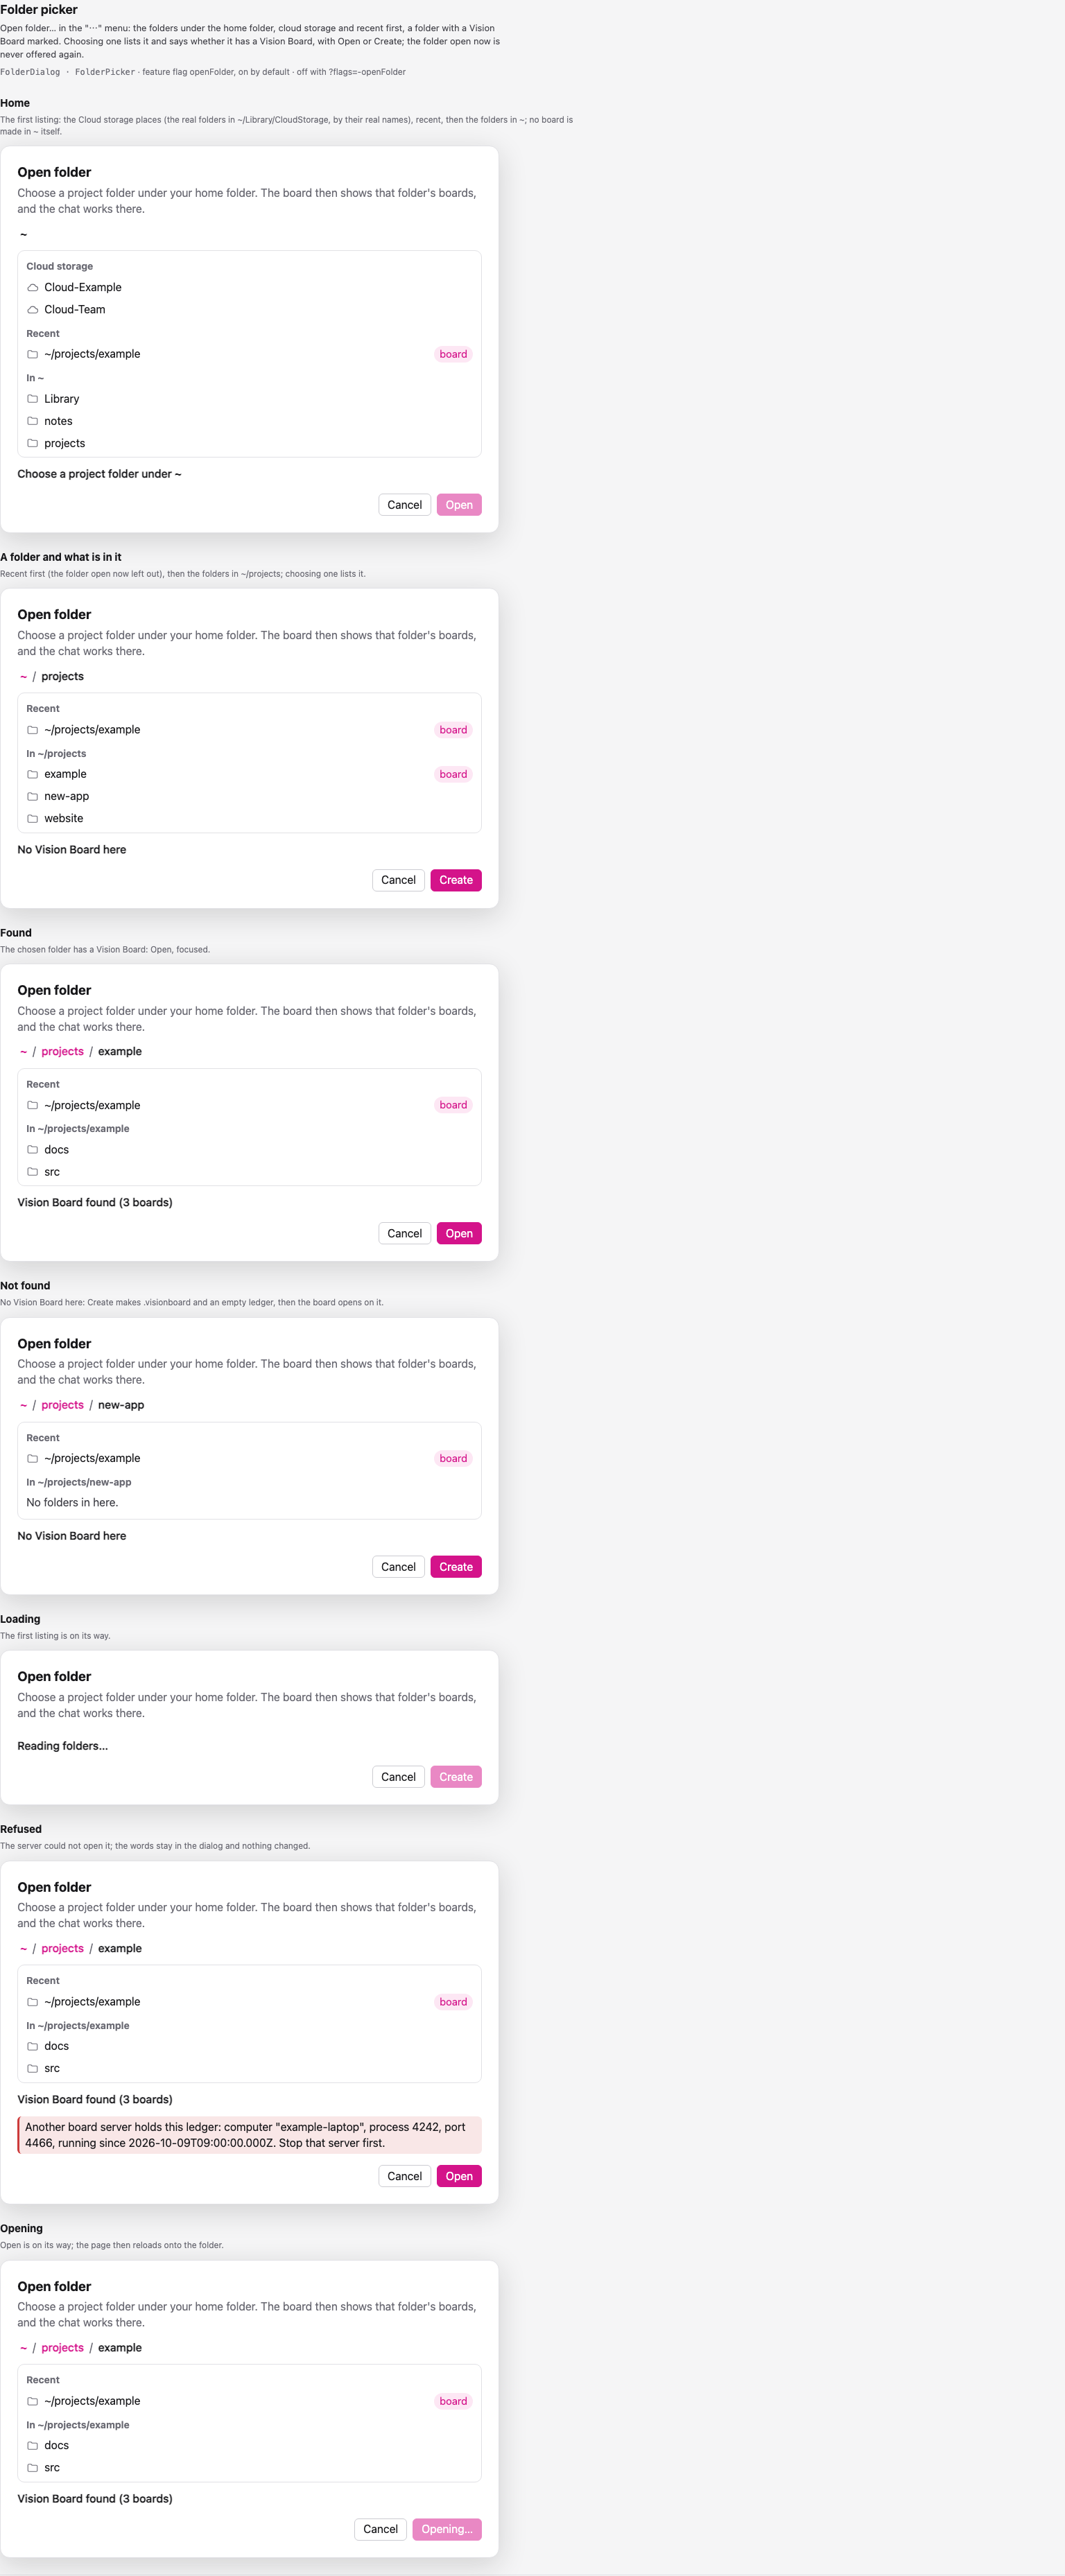 Folder picker
Open folder... in the "···" menu: the folders under the home folder, cloud storage and recent first, a folder with a Vision
Board marked. Choosing one lists it and says whether it has a Vision Board, with Open or Create; the folder open now is
never offered again.
FolderDialog · FolderPicker · feature flag openFolder, on by default · off with ?flags=-openFolder
Home
The first listing: the Cloud storage places (the real folders in ~/Library/CloudStorage, by their real names), recent, then the folders in ~; no board is
made in ~ itself.
Open folder
Choose a project folder under your home folder. The board then shows that folder's boards,
and the chat works there.
~
Cloud storage
Cloud-Example
Cloud-Team
Recent
~/projects/example board
In ~
Library
notes
projects
Choose a project folder under ~
Cancel Open
A folder and what is in it
Recent first (the folder open now left out), then the folders in ~/projects; choosing one lists it.
Open folder
Choose a project folder under your home folder. The board then shows that folder's boards,
and the chat works there.
~ / projects
Recent
~/projects/example board
In ~/projects
example board
new-app
website
No Vision Board here
Cancel Create
Found
The chosen folder has a Vision Board: Open, focused.
Open folder
Choose a project folder under your home folder. The board then shows that folder's boards,
and the chat works there.
~ / projects / example
Recent
~/projects/example board
In ~/projects/example
docs
src
Vision Board found (3 boards)
Cancel Open
Not found
No Vision Board here: Create makes .visionboard and an empty ledger, then the board opens on it.
Open folder
Choose a project folder under your home folder. The board then shows that folder's boards,
and the chat works there.
~ / projects / new-app
Recent
~/projects/example board
In ~/projects/new-app
No folders in here.
No Vision Board here
Cancel Create
Loading
The first listing is on its way.
Open folder
Choose a project folder under your home folder. The board then shows that folder's boards,
and the chat works there.
Reading folders...
Cancel Create
Refused
The server could not open it; the words stay in the dialog and nothing changed.
Open folder
Choose a project folder under your home folder. The board then shows that folder's boards,
and the chat works there.
~ / projects / example
Recent
~/projects/example board
In ~/projects/example
docs
src
Vision Board found (3 boards)
Another board server holds this ledger: computer "example-laptop", process 4242, port
4466, running since 2026-10-09T09:00:00.000Z. Stop that server first.
Cancel Open
Opening
Open is on its way; the page then reloads onto the folder.
Open folder
Choose a project folder under your home folder. The board then shows that folder's boards,
and the chat works there.
~ / projects / example
Recent
~/projects/example board
In ~/projects/example
docs
src
Vision Board found (3 boards)
Cancel Opening...